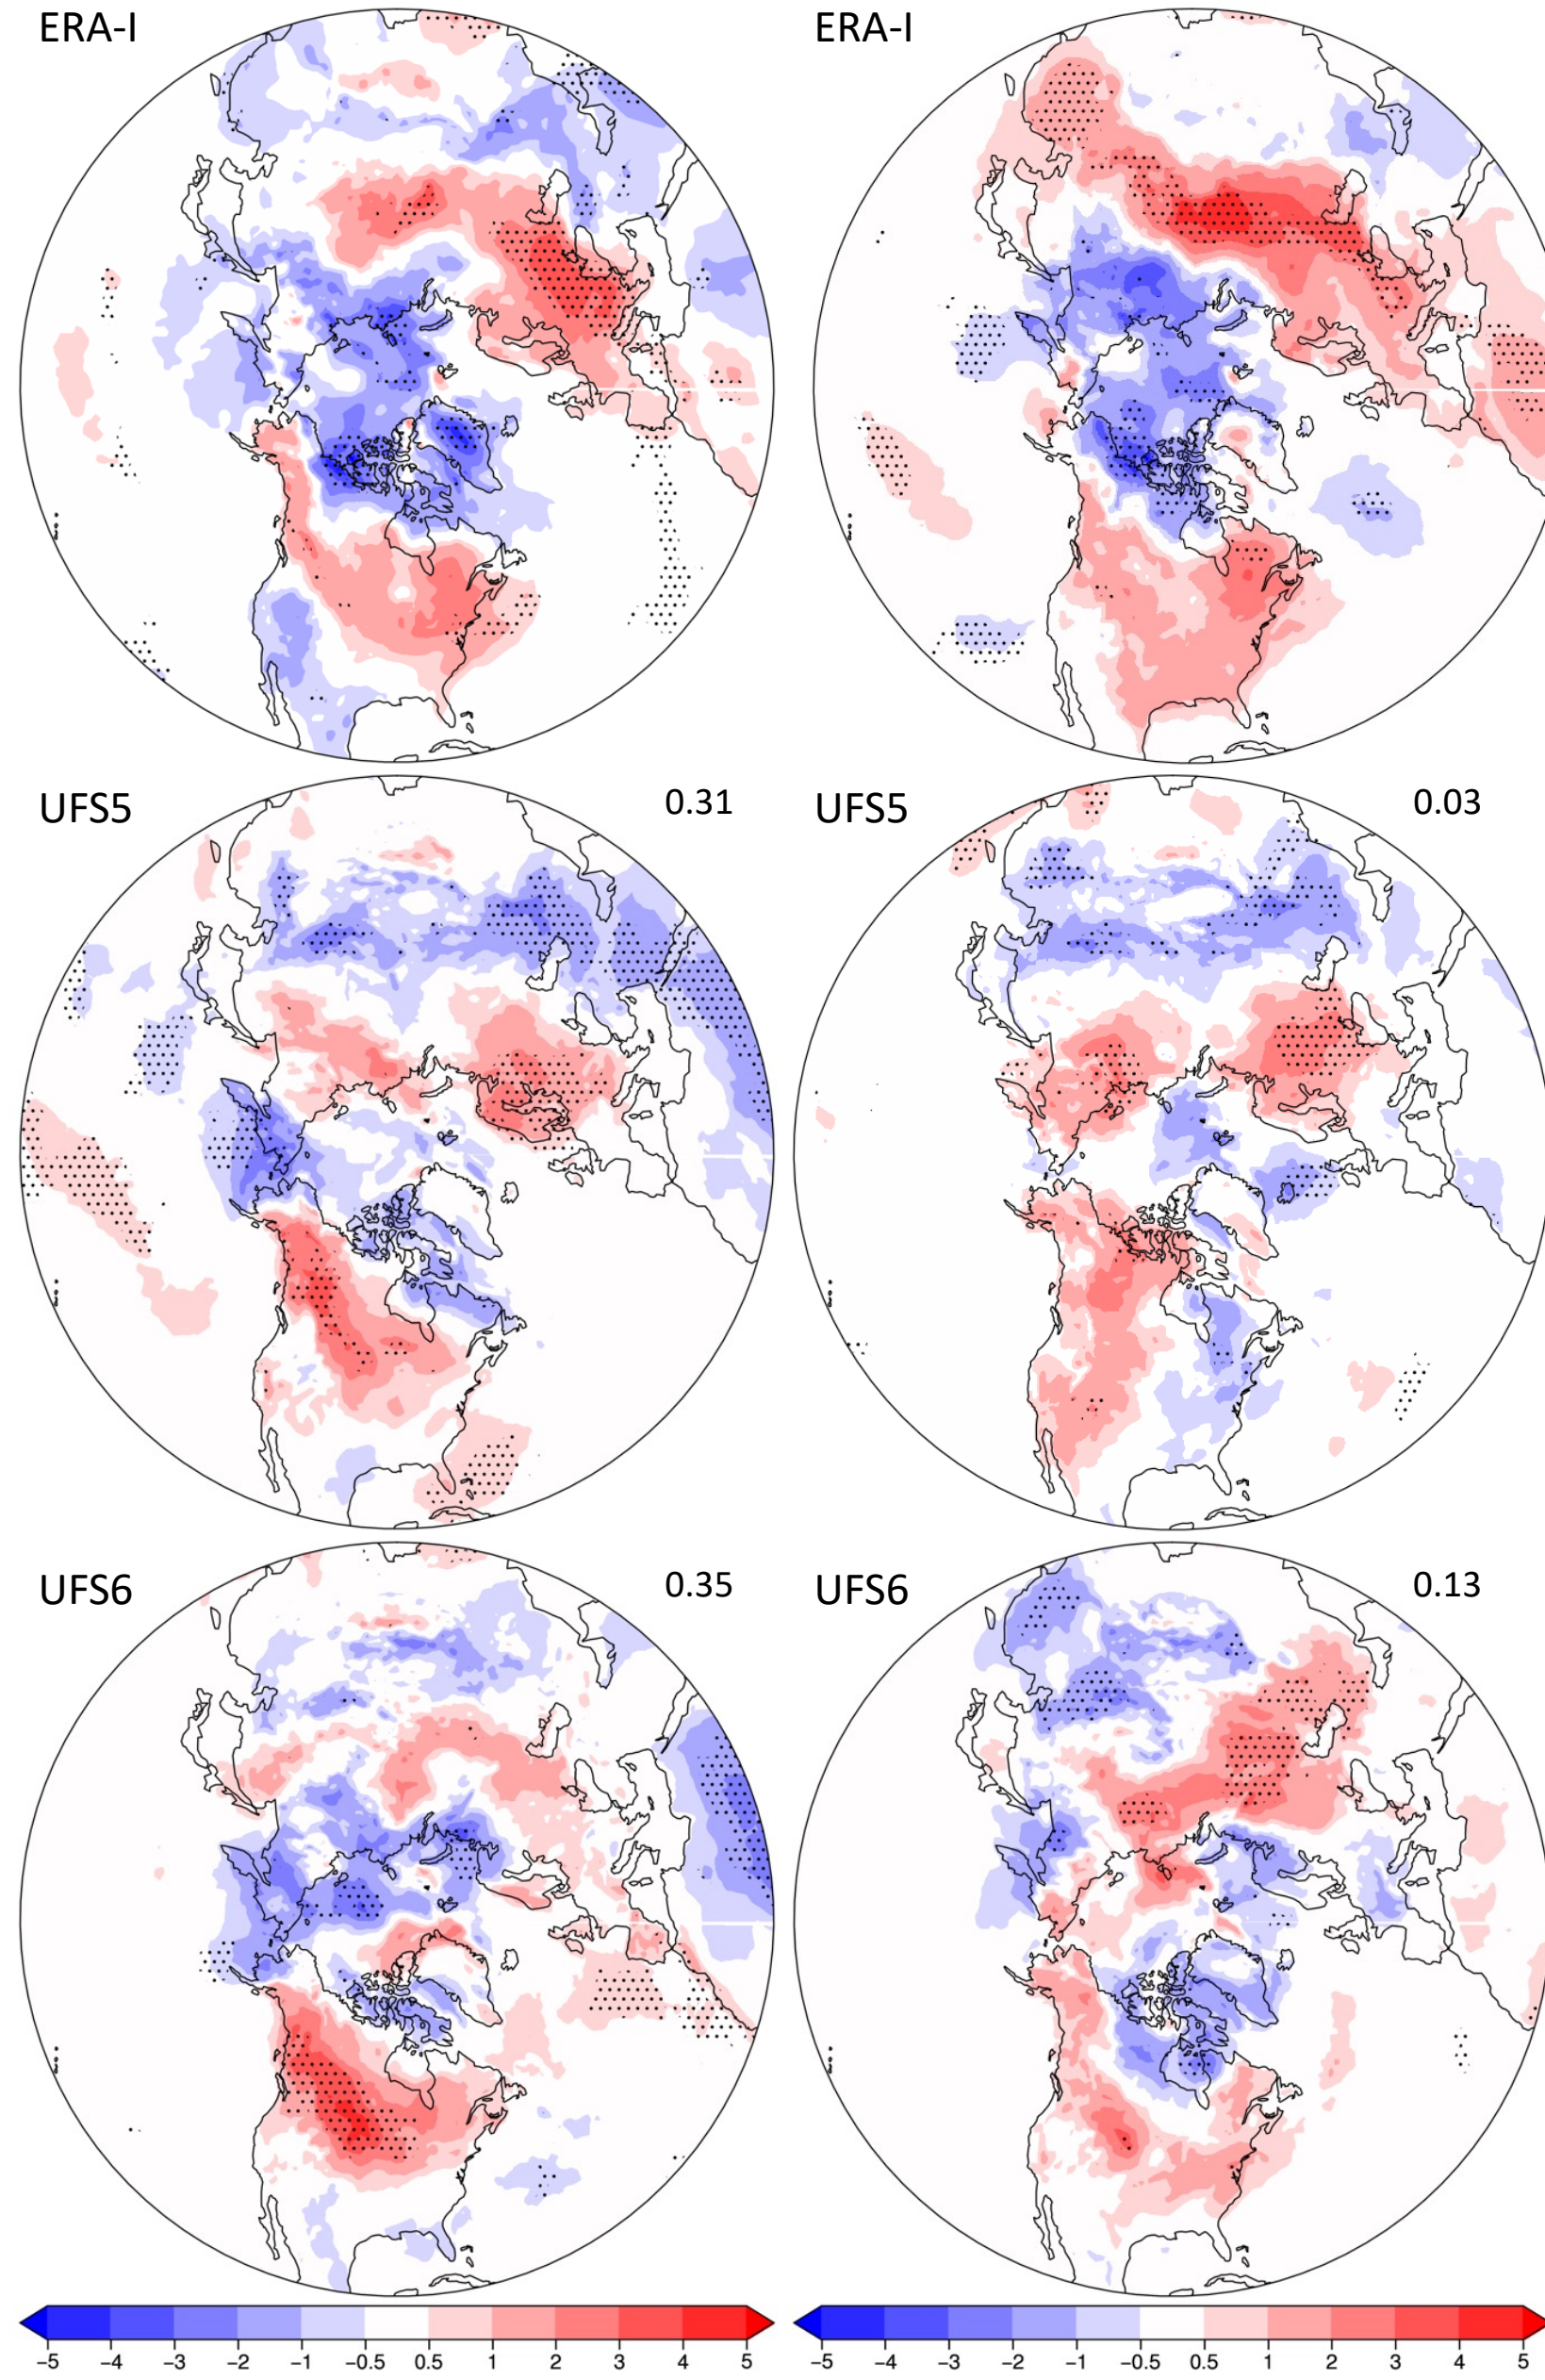 ERA-I ERA-I
UFS5 0.31 UFS5 0.03
UFS6 0.35 UFS6 0.13
−5 −4 −3 −2 −1 −0.5 0.5 1 2 3 4 5 −5 −4 −3 −2 −1 −0.5 0.5 1 2 3 4 5